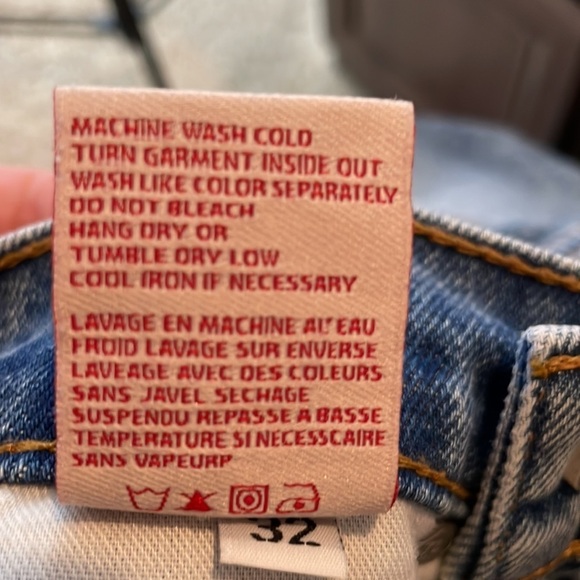 MACHINE WASH COLD
TURN GARMENT INSIDE OUT
WASH LIKE COLOR SEPARATELY
DO NOT BLEACH
HANG DRY OR
TUMBLE DRY LOW
COOL IRON IF NECESSARY
LAVAGE EN MACHINE AL'EAU
FROID LAVAGE SUR ENVERSE
LAVEAGE AVEC DES COLEURS
SANS JAVEL SECHAGE
SUSPENDU REPASSE A BASSE
TEMPERATURE SI NECESSCAIRE
SANS VAPEURP
32